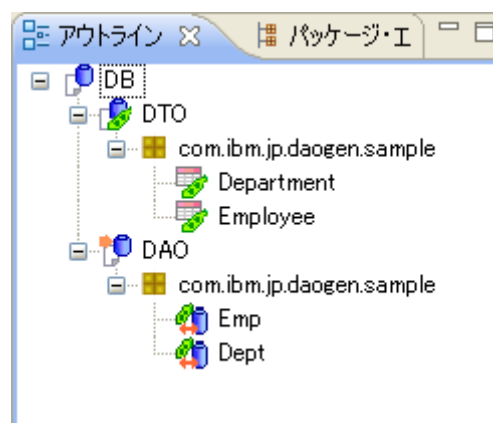 アウトライン パッケージ・エ
DB
DTO
com.ibm.jp.daogen.sample
Department
Employee
DAO
com.ibm.jp.daogen.sample
Emp
Dept